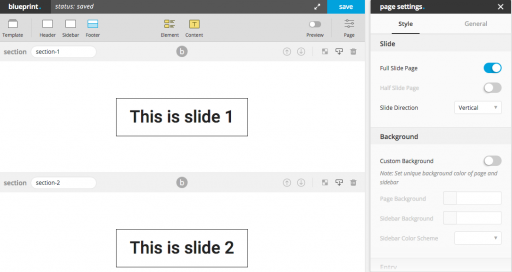 blueprint. status: saved save
Template Header Sidebar Footer Element Content Preview Page
section section-1 b
This is slide 1
section section-2 b
This is slide 2
page settings.
Style General
Slide
Full Slide Page
Half Slide Page
Slide Direction Vertical
Background
Custom Background
Note: Set unique background color of page and
sidebar
Page Background
Sidebar Background
Sidebar Color Scheme
Extra